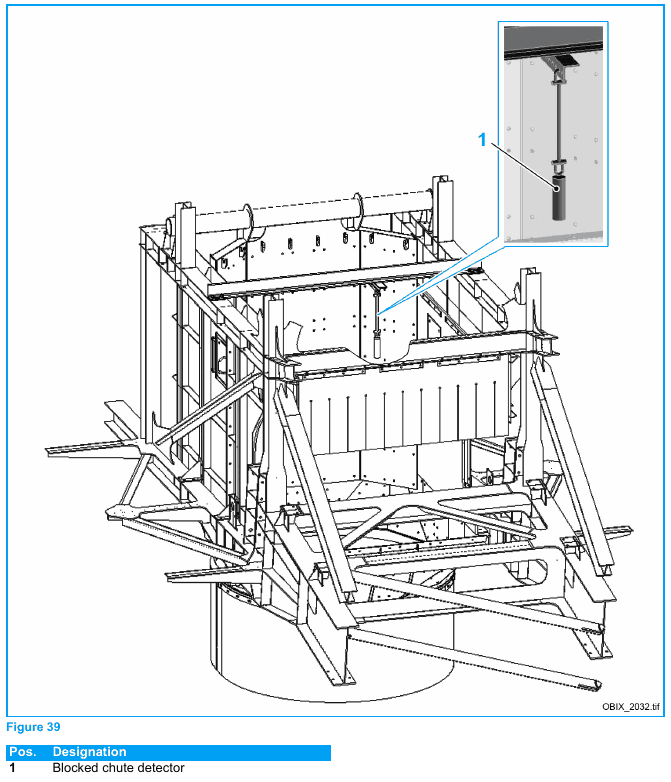 1
OBIX_2032.tif
Figure 39
Pos. Designation
1 Blocked chute detector